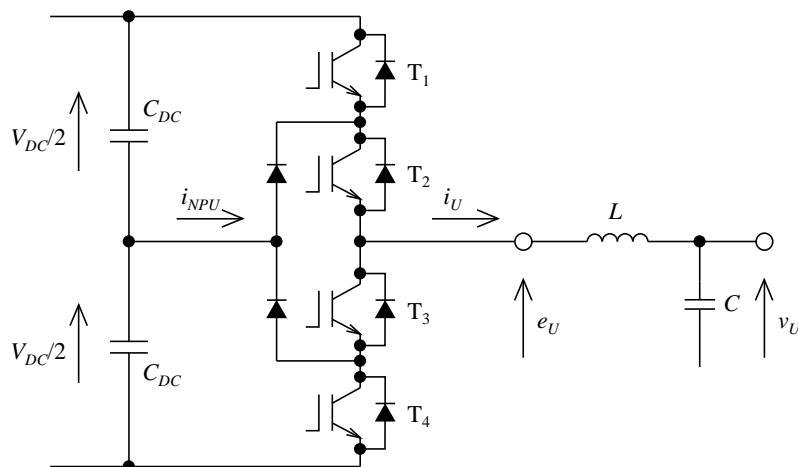 T₁
C_DC
V_DC/2
T₂
i_NPU
i_U
L
T₃
C
e_U
v_U
V_DC/2
C_DC
T₄